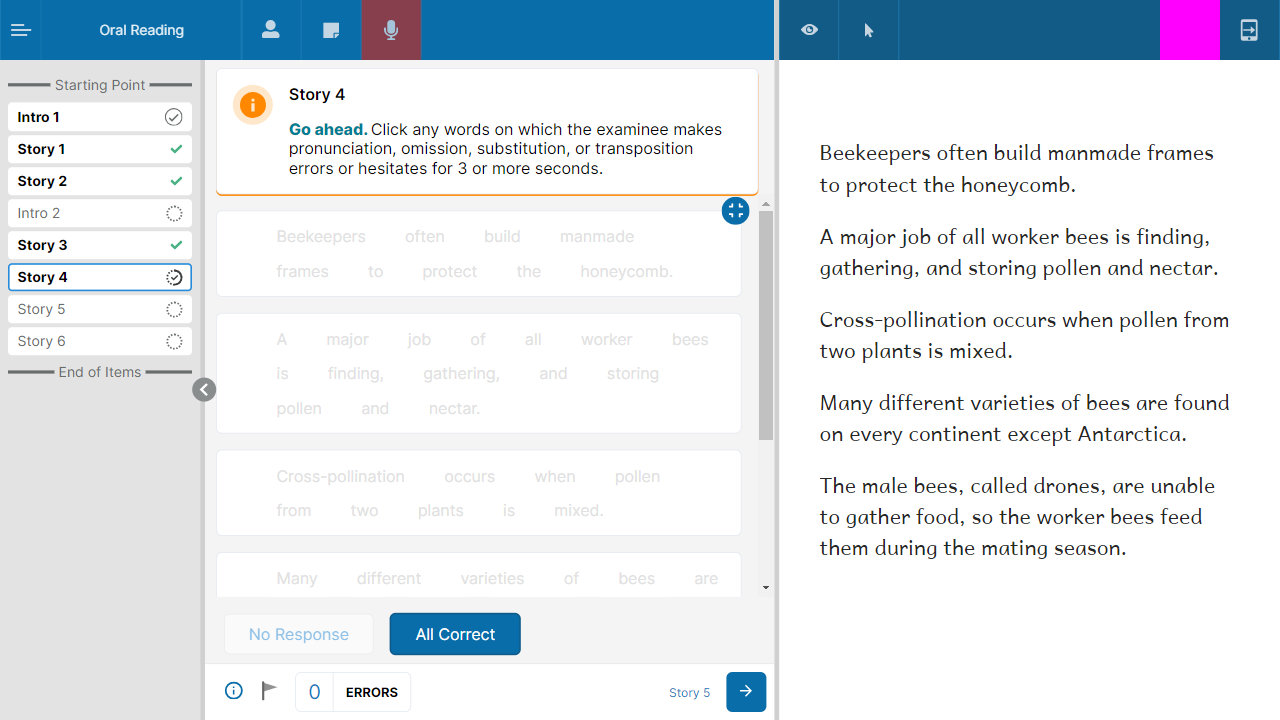 Oral Reading
Starting Point
Intro 1
Story 1
Story 2
Intro 2
Story 3
Story 4
Story 5
Story 6
End of Items
Story 4
Go ahead. Click any words on which the examinee makes
pronunciation, omission, substitution, or transposition
errors or hesitates for 3 or more seconds.
Beekeepers often build manmade
frames to protect the honeycomb.
A major job of all worker bees
is finding, gathering, and storing
pollen and nectar.
Cross-pollination occurs when pollen
from two plants is mixed.
Many different varieties of bees are
No Response
All Correct
0 ERRORS
Story 5
Beekeepers often build manmade frames
to protect the honeycomb.
A major job of all worker bees is finding,
gathering, and storing pollen and nectar.
Cross-pollination occurs when pollen from
two plants is mixed.
Many different varieties of bees are found
on every continent except Antarctica.
The male bees, called drones, are unable
to gather food, so the worker bees feed
them during the mating season.